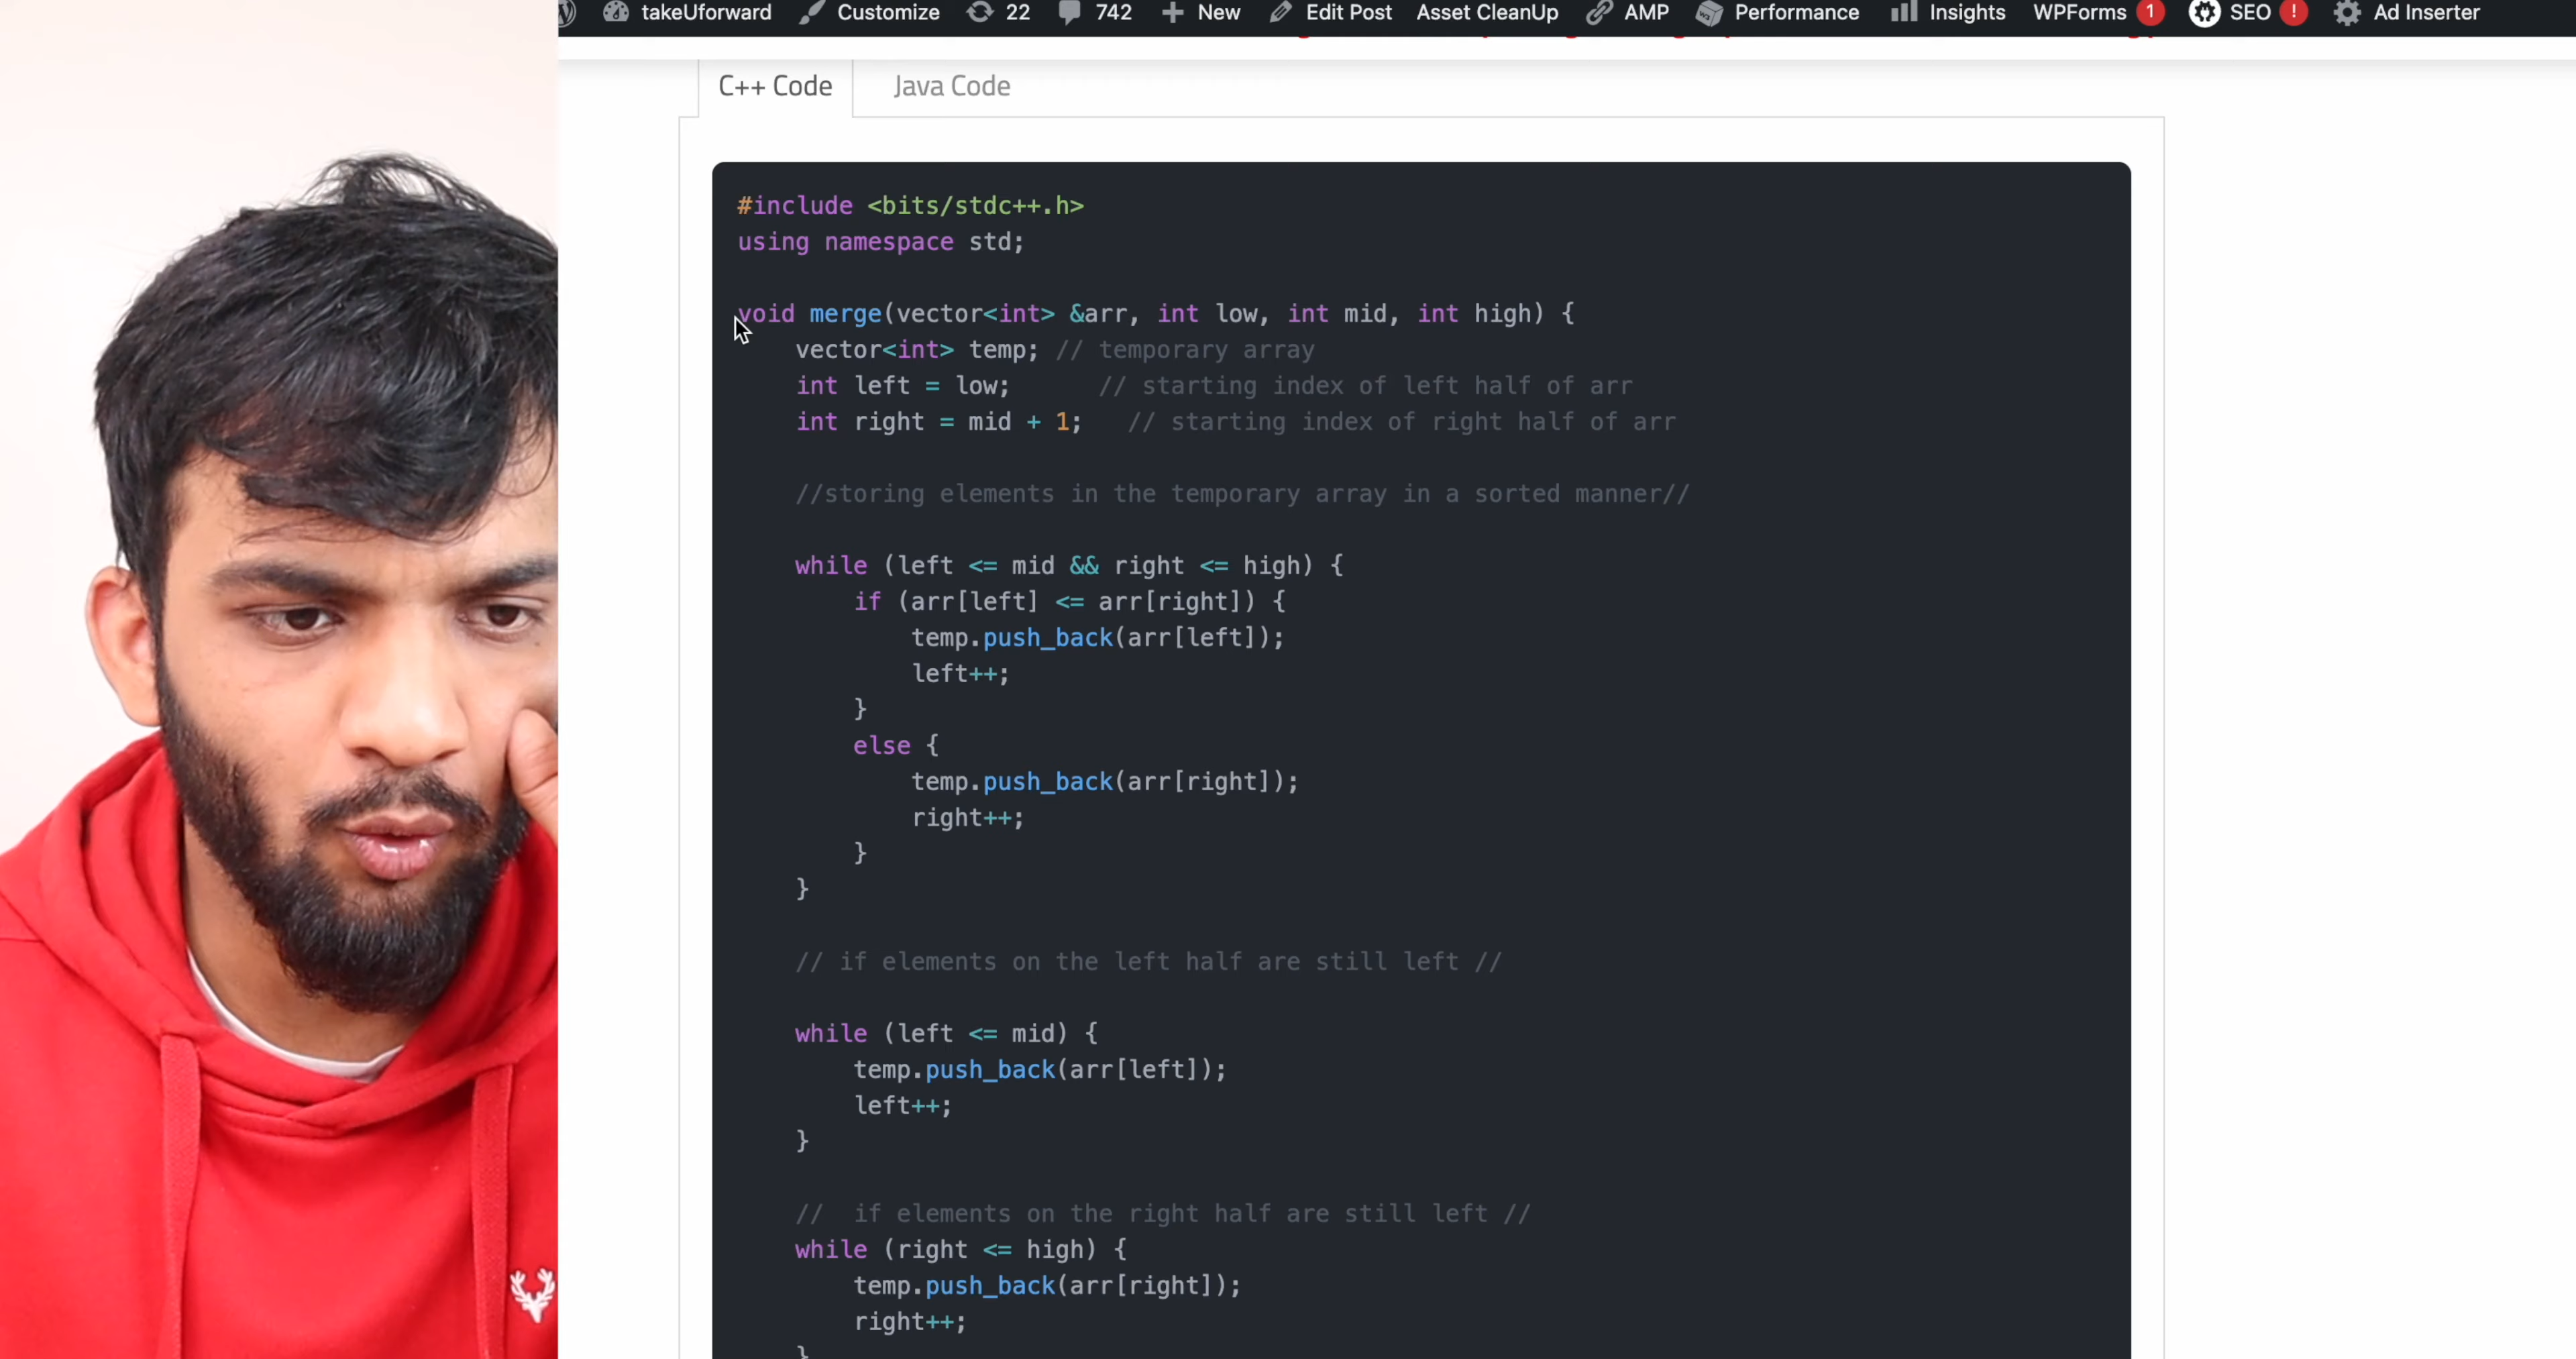 takeUforward Customize 22 742 New Edit Post Asset CleanUp AMP Performance Insights WPForms 1 SEO ! Ad Inserter
C++ Code Java Code
#include <bits/stdc++.h>
using namespace std;
void merge(vector<int> &arr, int low, int mid, int high) {
vector<int> temp; // temporary array
int left = low; // starting index of left half of arr
int right = mid + 1; // starting index of right half of arr
//storing elements in the temporary array in a sorted manner//
while (left <= mid && right <= high) {
if (arr[left] <= arr[right]) {
temp.push_back(arr[left]);
left++;
}
else {
temp.push_back(arr[right]);
right++;
}
}
// if elements on the left half are still left //
while (left <= mid) {
temp.push_back(arr[left]);
left++;
}
// if elements on the right half are still left //
while (right <= high) {
temp.push_back(arr[right]);
right++;
}